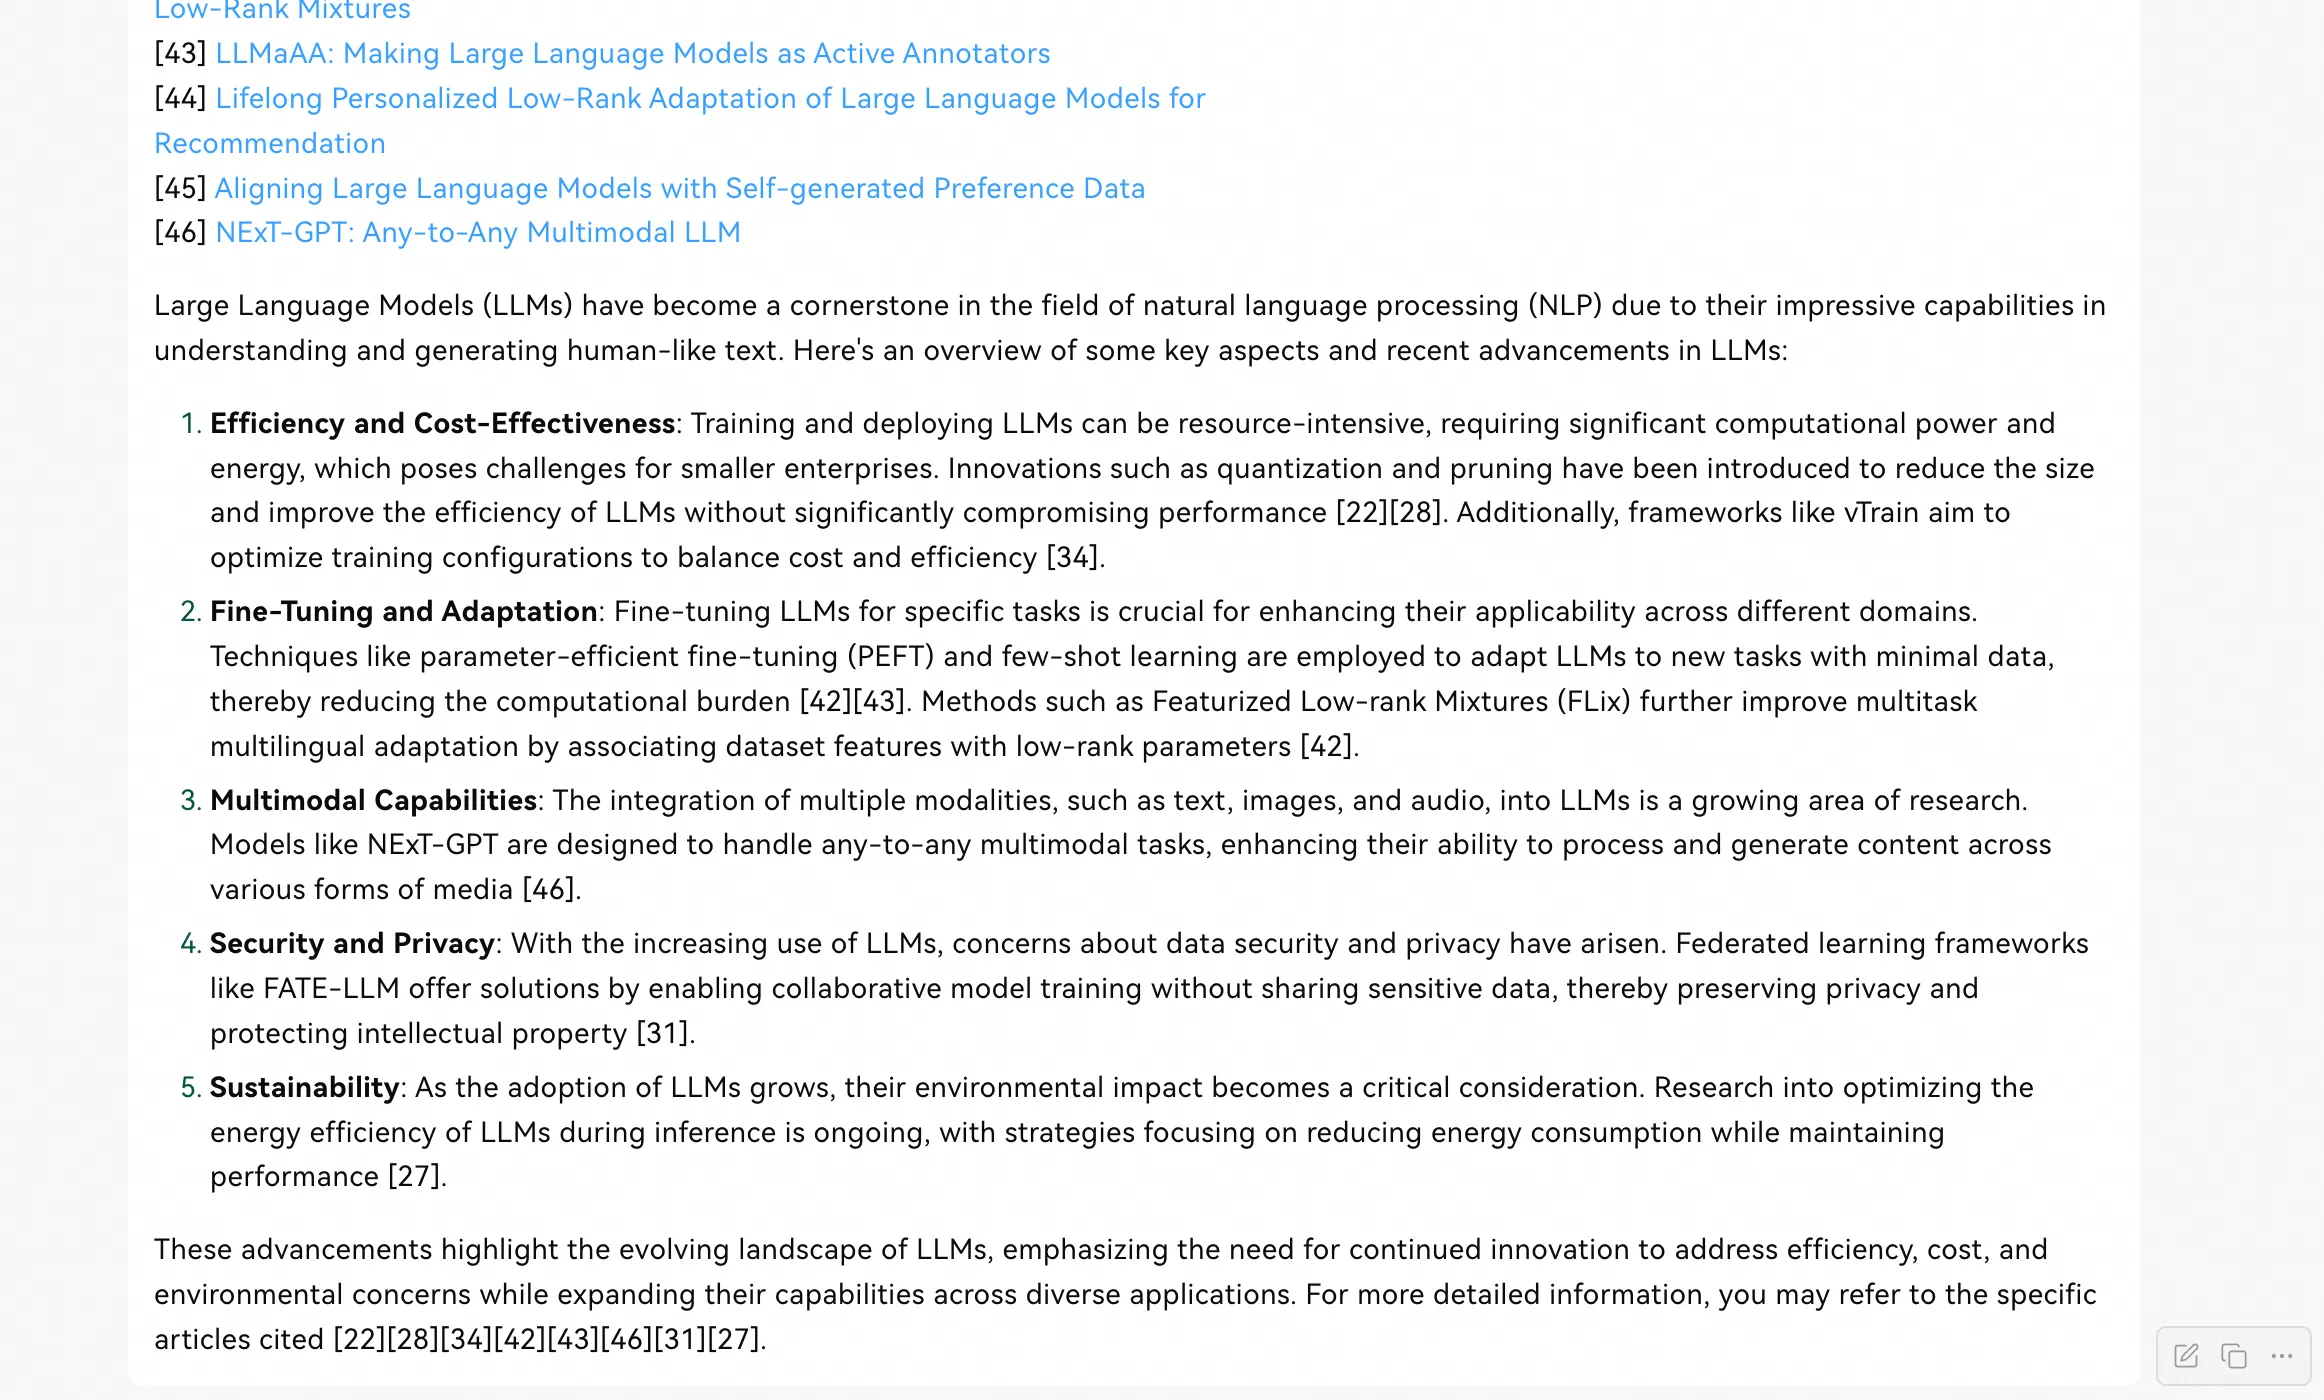 Low-Rank Mixtures
[43] LLMaAA: Making Large Language Models as Active Annotators
[44] Lifelong Personalized Low-Rank Adaptation of Large Language Models for
Recommendation
[45] Aligning Large Language Models with Self-generated Preference Data
[46] NExT-GPT: Any-to-Any Multimodal LLM
Large Language Models (LLMs) have become a cornerstone in the field of natural language processing (NLP) due to their impressive capabilities in
understanding and generating human-like text. Here's an overview of some key aspects and recent advancements in LLMs:
1. Efficiency and Cost-Effectiveness: Training and deploying LLMs can be resource-intensive, requiring significant computational power and
energy, which poses challenges for smaller enterprises. Innovations such as quantization and pruning have been introduced to reduce the size
and improve the efficiency of LLMs without significantly compromising performance [22][28]. Additionally, frameworks like vTrain aim to
optimize training configurations to balance cost and efficiency [34].
2. Fine-Tuning and Adaptation: Fine-tuning LLMs for specific tasks is crucial for enhancing their applicability across different domains.
Techniques like parameter-efficient fine-tuning (PEFT) and few-shot learning are employed to adapt LLMs to new tasks with minimal data,
thereby reducing the computational burden [42][43]. Methods such as Featurized Low-rank Mixtures (FLix) further improve multitask
multilingual adaptation by associating dataset features with low-rank parameters [42].
3. Multimodal Capabilities: The integration of multiple modalities, such as text, images, and audio, into LLMs is a growing area of research.
Models like NExT-GPT are designed to handle any-to-any multimodal tasks, enhancing their ability to process and generate content across
various forms of media [46].
4. Security and Privacy: With the increasing use of LLMs, concerns about data security and privacy have arisen. Federated learning frameworks
like FATE-LLM offer solutions by enabling collaborative model training without sharing sensitive data, thereby preserving privacy and
protecting intellectual property [31].
5. Sustainability: As the adoption of LLMs grows, their environmental impact becomes a critical consideration. Research into optimizing the
energy efficiency of LLMs during inference is ongoing, with strategies focusing on reducing energy consumption while maintaining
performance [27].
These advancements highlight the evolving landscape of LLMs, emphasizing the need for continued innovation to address efficiency, cost, and
environmental concerns while expanding their capabilities across diverse applications. For more detailed information, you may refer to the specific
articles cited [22][28][34][42][43][46][31][27].